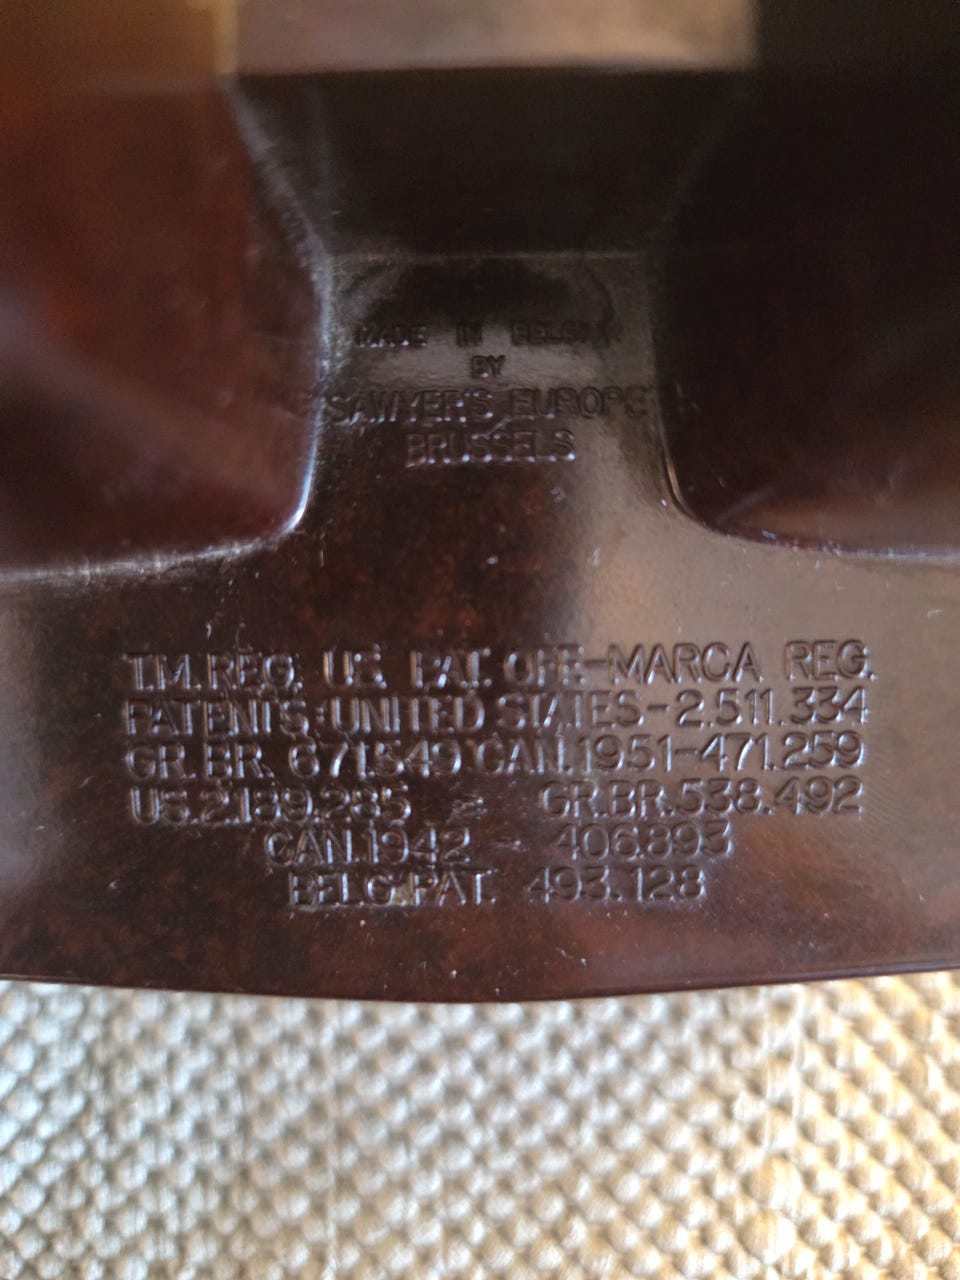 MADE IN BELGIUM
BY
SAWYER'S EUROPE
BRUSSELS
T.M. REG. U.S. PAT. OFF.-MARCA REG.
PATENTS: UNITED STATES-2.511.334
GR. BR. 671.549 CAN. 1951-471.259
US. 2.189.285 - GR. BR. 538.492
CAN. 1942 - 406.893
BELG. PAT. 493.128